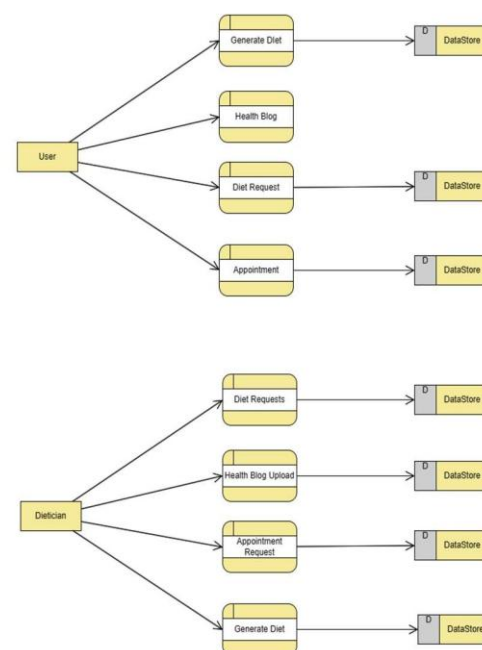 Generate Diet
D
DataStore
Health Blog
User
Diet Request
D
DataStore
Appointment
D
DataStore
Diet Requests
D
DataStore
Health Blog Upload
D
DataStore
Dietician
Appointment
Request
D
DataStore
Generate Diet
D
DataStore